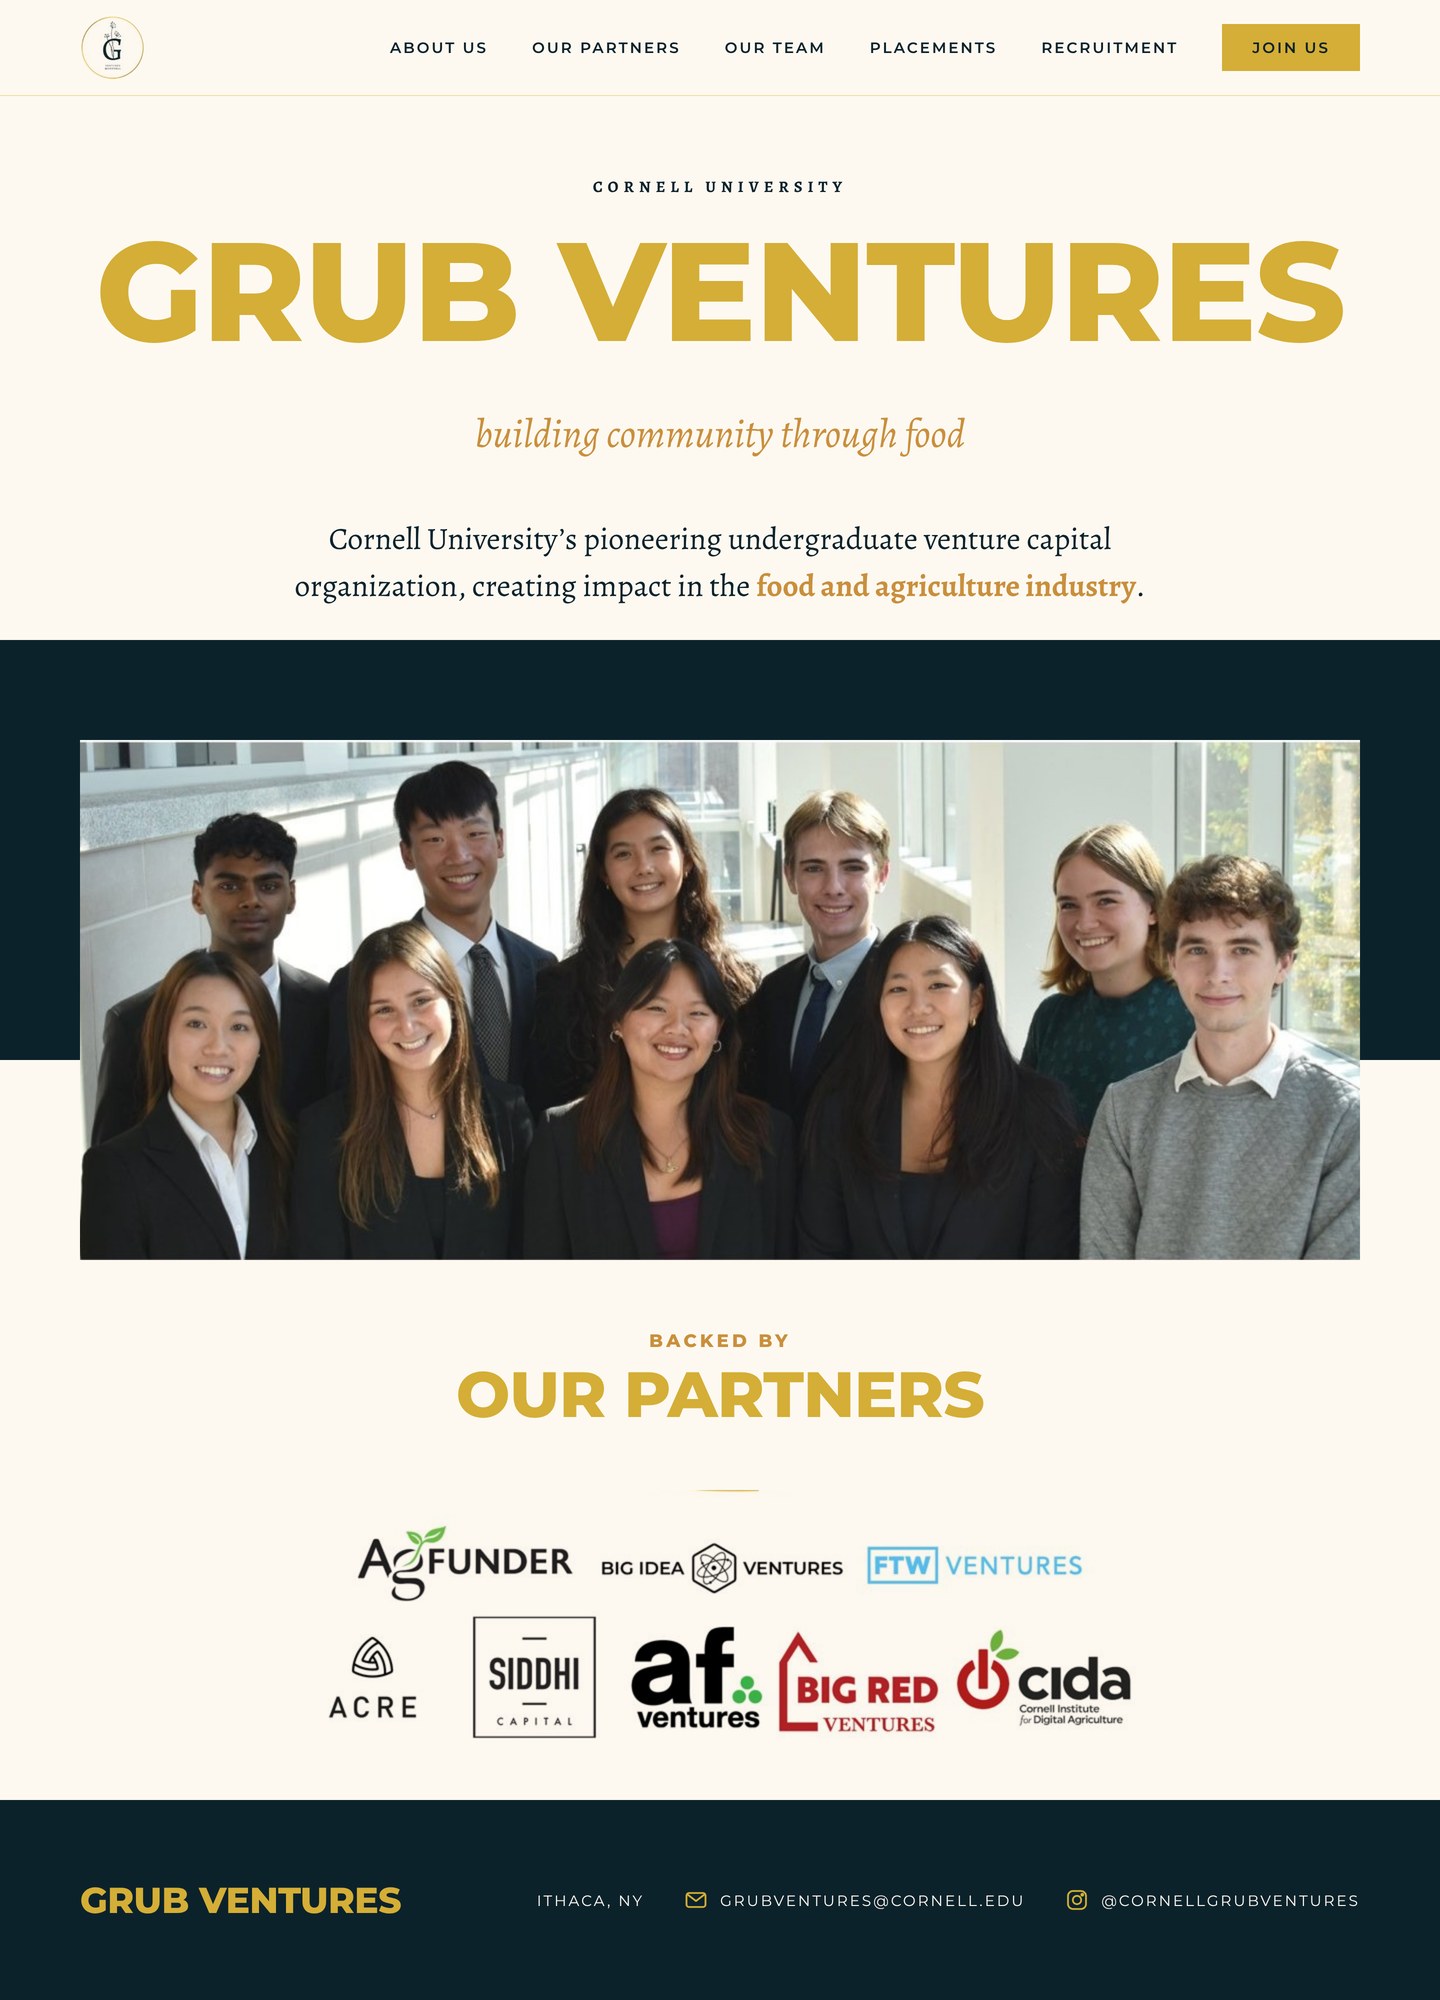 G
ABOUT US
OUR PARTNERS
OUR TEAM
PLACEMENTS
RECRUITMENT
JOIN US
CORNELL UNIVERSITY
GRUB VENTURES
building community through food
Cornell University’s pioneering undergraduate venture capital
organization, creating impact in the food and agriculture industry.
BACKED BY
OUR PARTNERS
AgFUNDER
BIG IDEA VENTURES
FTW VENTURES
ACRE
SIDDHI
CAPITAL
af
ventures
BIG RED
VENTURES
cida
Cornell Institute
for Digital Agriculture
GRUB VENTURES
ITHACA, NY
GRUBVENTURES@CORNELL.EDU
@CORNELLGRUBVENTURES